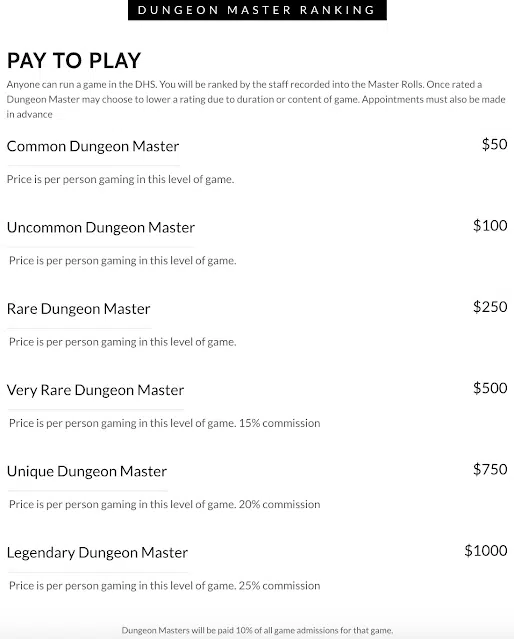 DUNGEON MASTER RANKING
PAY TO PLAY
Anyone can run a game in the DHS. You will be ranked by the staff recorded into the Master Rolls. Once rated a
Dungeon Master may choose to lower a rating due to duration or content of game. Appointments must also be made
in advance
Common Dungeon Master $50
Price is per person gaming in this level of game.
Uncommon Dungeon Master $100
Price is per person gaming in this level of game.
Rare Dungeon Master $250
Price is per person gaming in this level of game.
Very Rare Dungeon Master $500
Price is per person gaming in this level of game. 15% commission
Unique Dungeon Master $750
Price is per person gaming in this level of game. 20% commission
Legendary Dungeon Master $1000
Price is per person gaming in this level of game. 25% commission
Dungeon Masters will be paid 10% of all game admissions for that game.